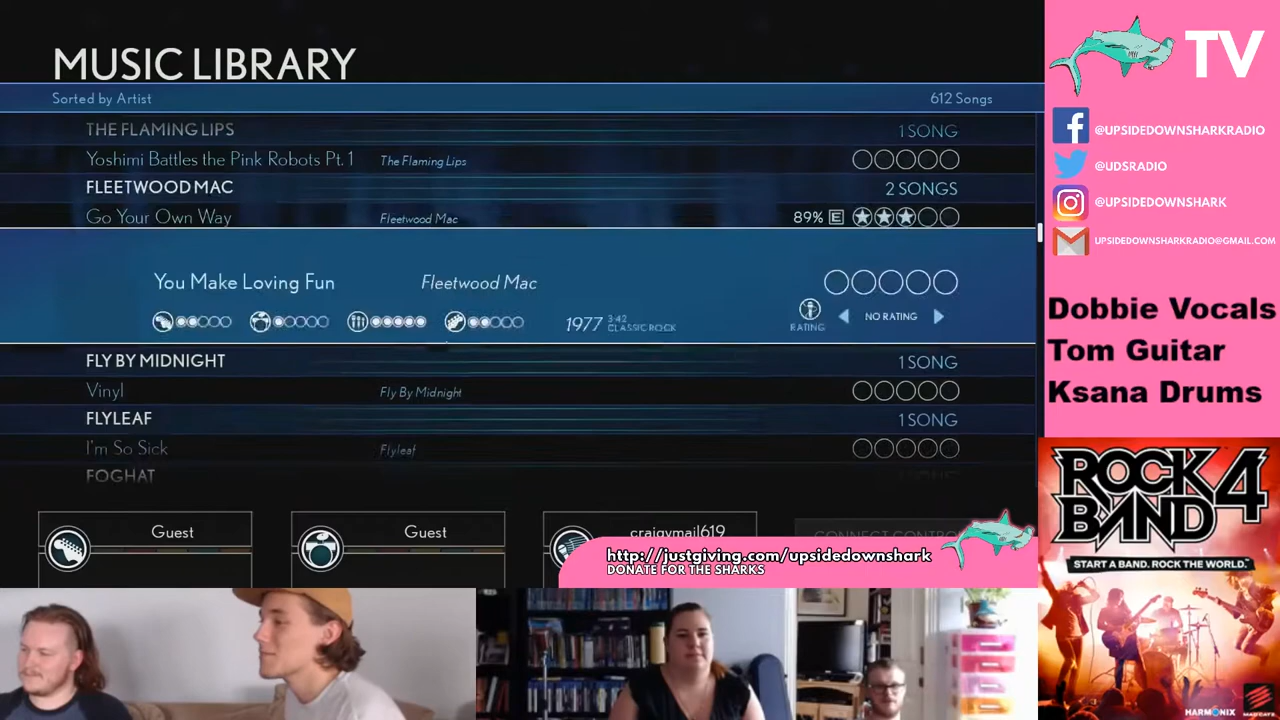 MUSIC LIBRARY
Sorted by Artist 612 Songs
THE FLAMING LIPS 1 SONG
Yoshimi Battles the Pink Robots Pt. 1 The Flaming Lips
FLEETWOOD MAC 2 SONGS
Go Your Own Way Fleetwood Mac 89% E
You Make Loving Fun Fleetwood Mac
1977 3:42 CLASSIC ROCK
RATING NO RATING
FLY BY MIDNIGHT 1 SONG
Vinyl Fly By Midnight
FLYLEAF 1 SONG
I'm So Sick Flyleaf
FOGHAT
Guest Guest craigymail619
http://justgiving.com/upsidedownshark
DONATE FOR THE SHARKS
TV
@UPSIDEDOWNSHARKRADIO
@UDSRADIO
@UPSIDEDOWNSHARK
UPSIDEDOWNSHARKRADIO@GMAIL.COM
Dobbie Vocals
Tom Guitar
Ksana Drums
ROCK BAND 4
START A BAND. ROCK THE WORLD.™
HARMONIX MAD CATZ